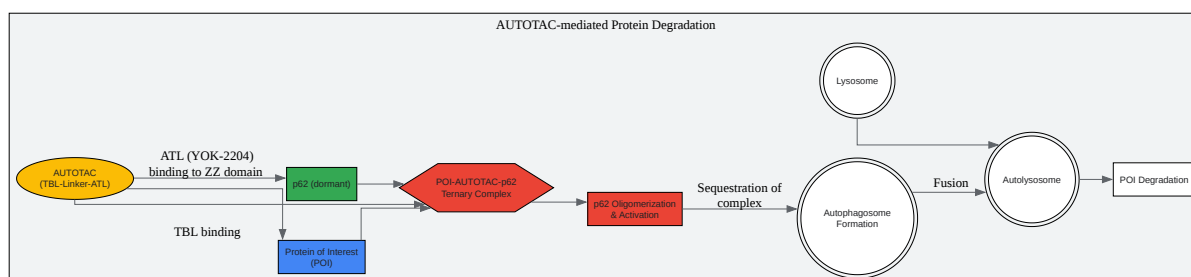 AUTOTAC-mediated Protein Degradation
Lysosome
ATL (YOK-2204)
binding to ZZ domain
AUTOTAC
(TBL-Linker-ATL)
p62 (dormant)
POI-AUTOTAC-p62
Ternary Complex
TBL binding
Protein of Interest
(POI)
p62 Oligomerization
& Activation
Sequestration of
complex
Autophagosome
Formation
Fusion
Autolysosome
POI Degradation